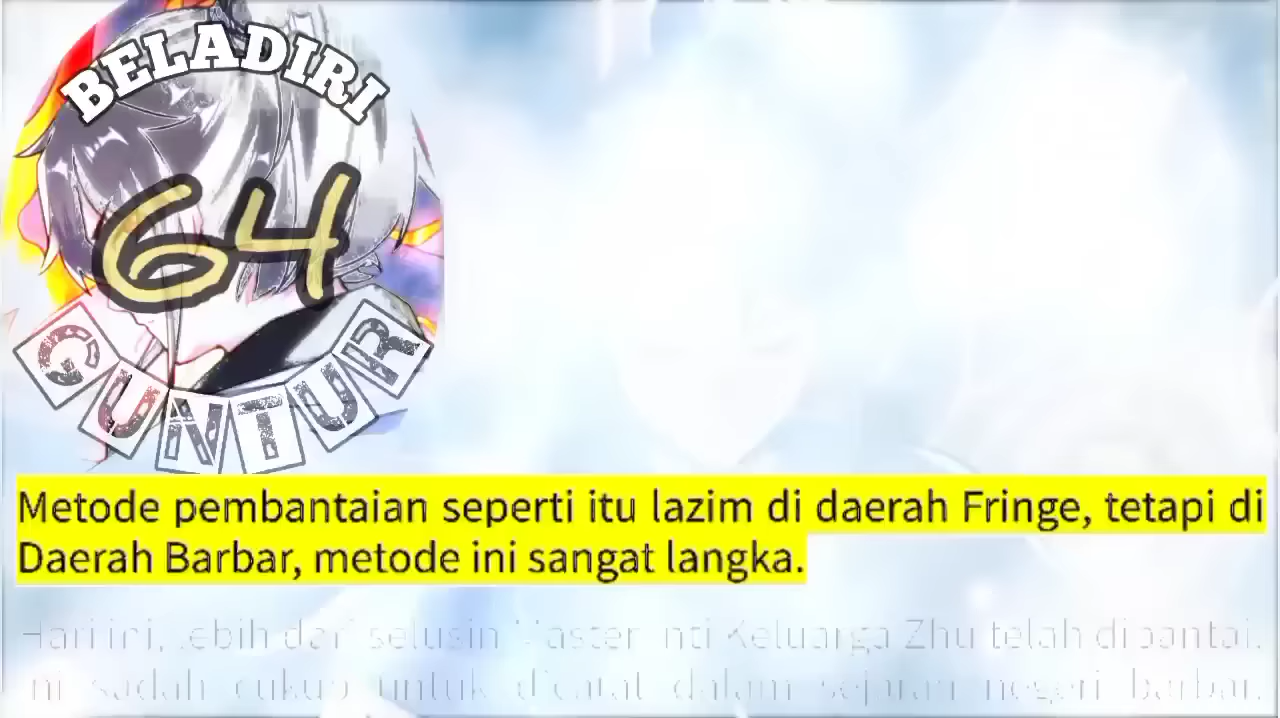 BELADIRI
64
GUNTUR
Metode pembantaian seperti itu lazim di daerah Fringe, tetapi di
Daerah Barbar, metode ini sangat langka.
Hari ini, lebih dari selusin Master Inti Keluarga Zhu telah dibantai.
Ini sudah cukup untuk dicatat dalam sejarah negeri barbar.